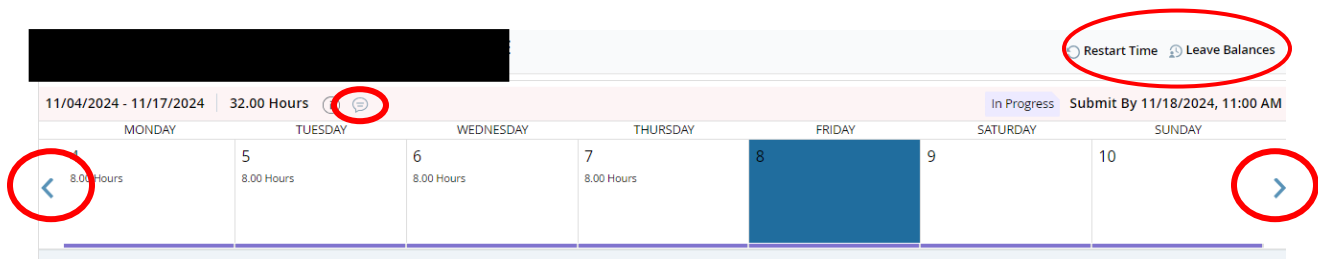 Restart Time Leave Balances
11/04/2024 - 11/17/2024 32.00 Hours In Progress Submit By 11/18/2024, 11:00 AM
MONDAY TUESDAY WEDNESDAY THURSDAY FRIDAY SATURDAY SUNDAY
4 5 6 7 8 9 10
8.00 Hours 8.00 Hours 8.00 Hours 8.00 Hours